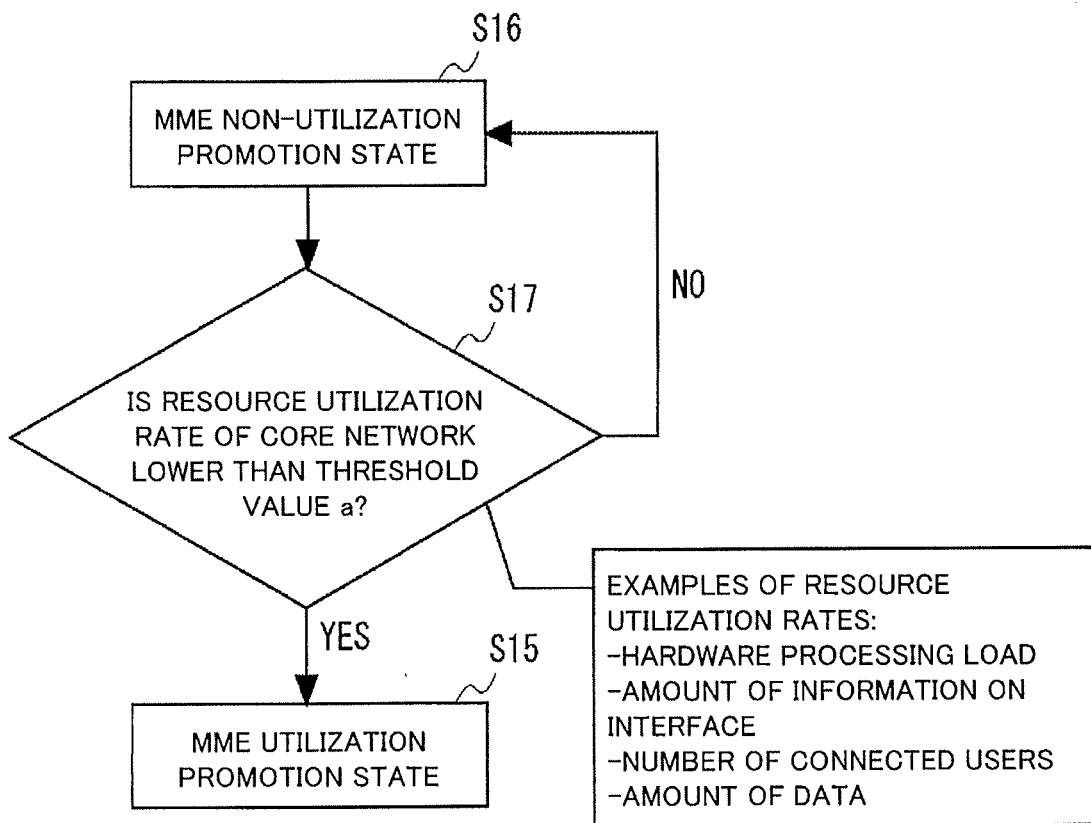 S16
MME NON-UTILIZATION
PROMOTION STATE
NO
S17
IS RESOURCE UTILIZATION
RATE OF CORE NETWORK
LOWER THAN THRESHOLD
VALUE a?
YES
S15
MME UTILIZATION
PROMOTION STATE
EXAMPLES OF RESOURCE
UTILIZATION RATES:
-HARDWARE PROCESSING LOAD
-AMOUNT OF INFORMATION ON
INTERFACE
-NUMBER OF CONNECTED USERS
-AMOUNT OF DATA